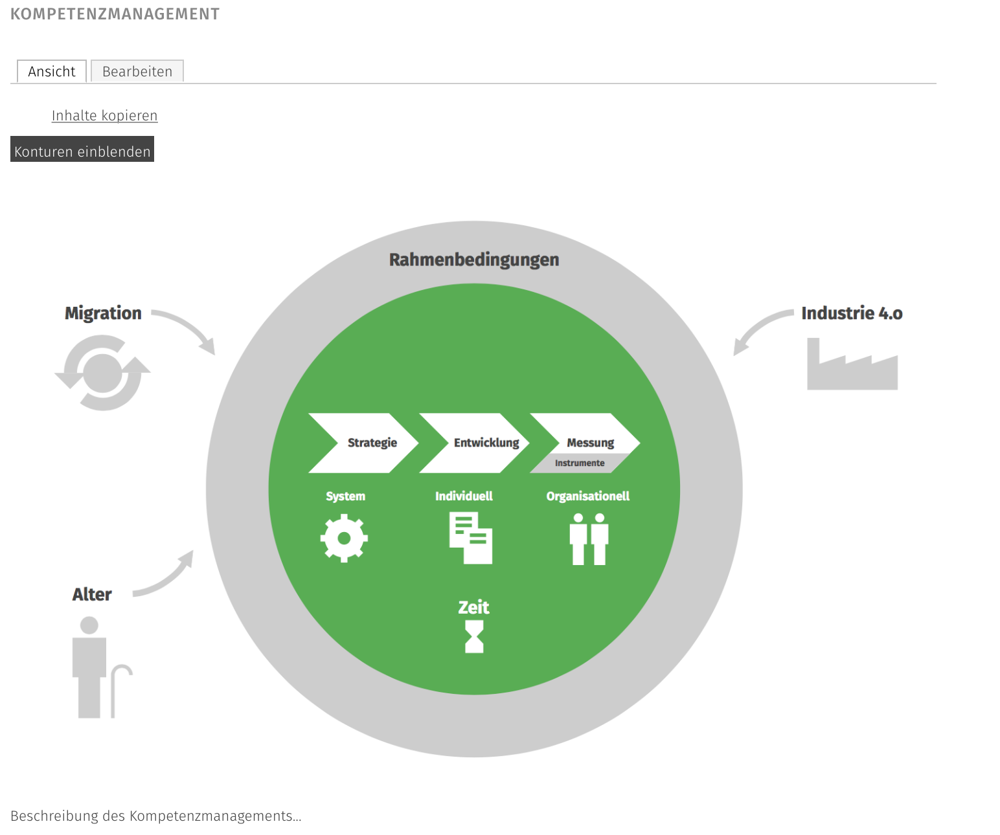 KOMPETENZMANAGEMENT
Ansicht Bearbeiten
Inhalte kopieren
Konturen einblenden
Rahmenbedingungen
Migration
Industrie 4.0
Strategie Entwicklung Messung
Instrumente
System Individuell Organisationell
Alter
Zeit
Beschreibung des Kompetenzmanagements...